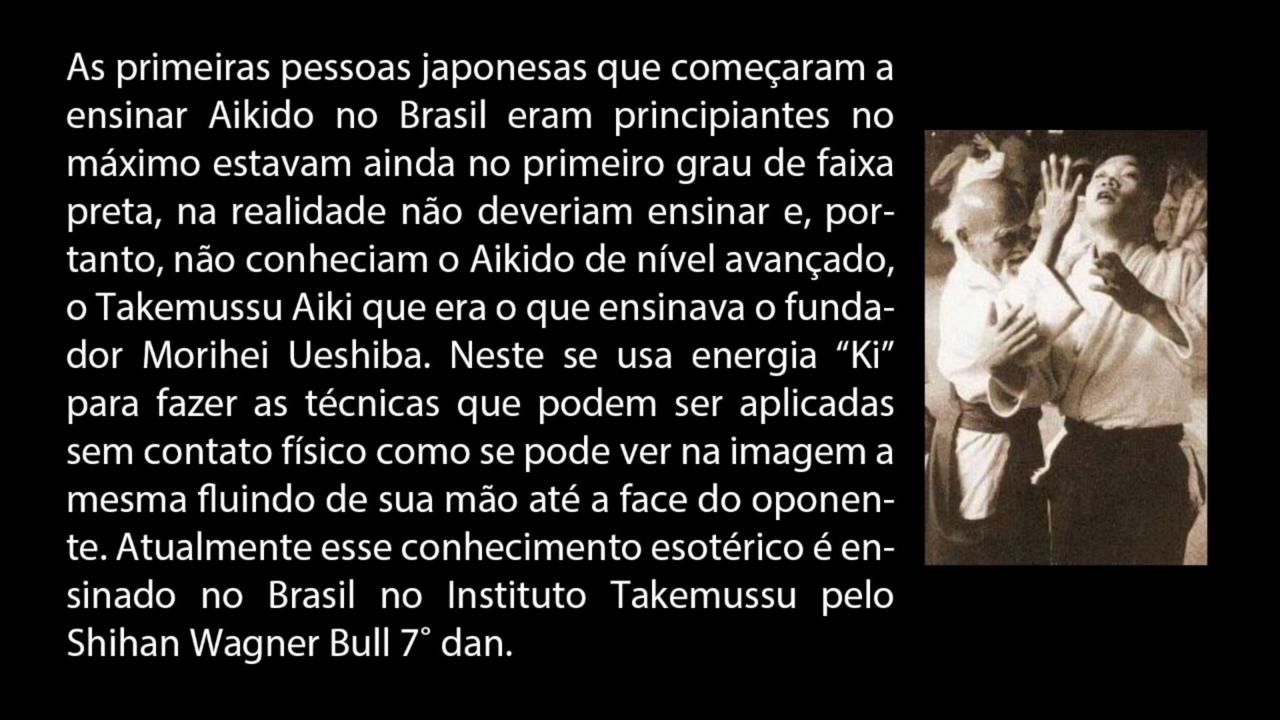 As primeiras pessoas japonesas que começaram a
ensinar Aikido no Brasil eram principiantes no
máximo estavam ainda no primeiro grau de faixa
preta, na realidade não deveriam ensinar e, por-
tanto, não conheciam o Aikido de nível avançado,
o Takemussu Aiki que era o que ensinava o funda-
dor Morihei Ueshiba. Neste se usa energia “Ki”
para fazer as técnicas que podem ser aplicadas
sem contato físico como se pode ver na imagem a
mesma fluindo de sua mão até a face do oponen-
te. Atualmente esse conhecimento esotérico é en-
sinado no Brasil no Instituto Takemussu pelo
Shihan Wagner Bull 7° dan.